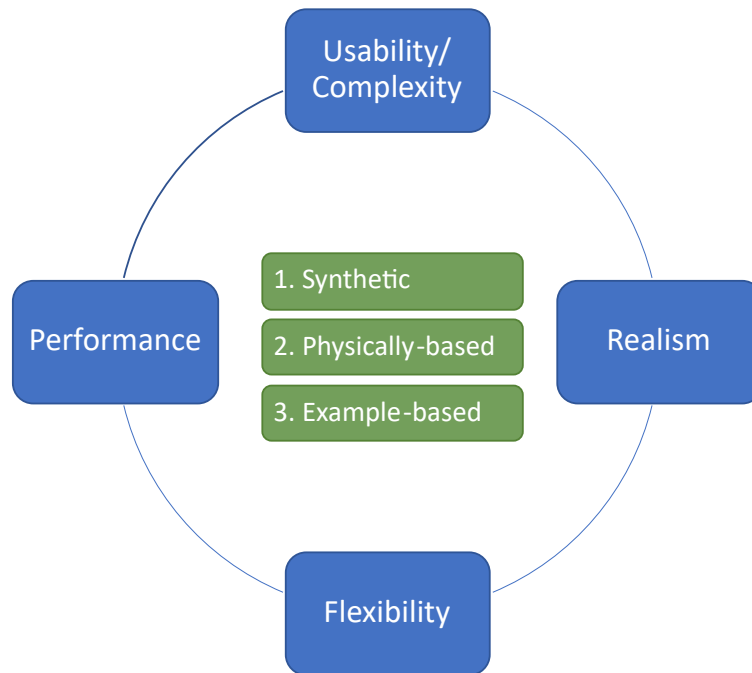 Usability/
Complexity
1. Synthetic
Performance
2. Physically-based
Realism
3. Example-based
Flexibility